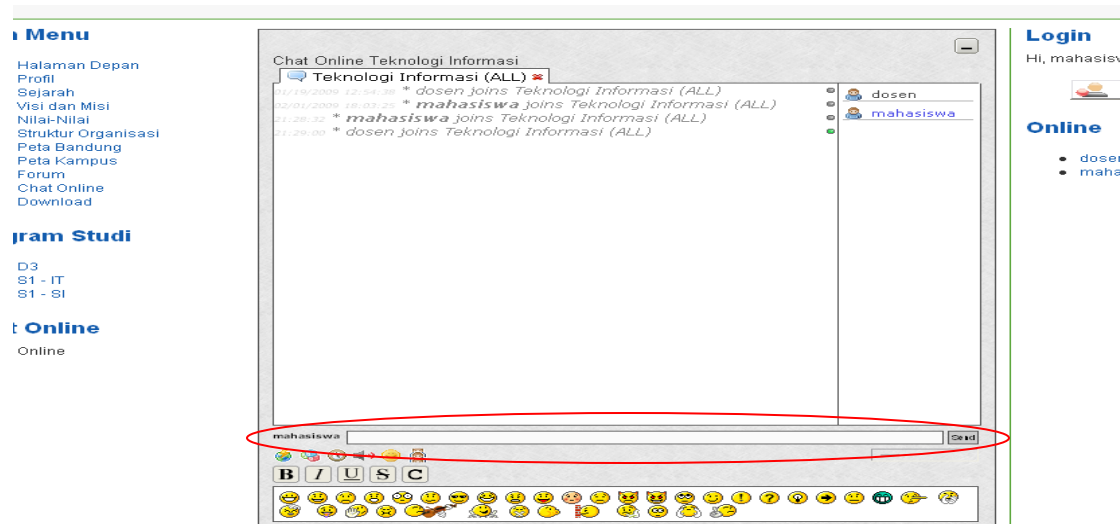 Menu
Halaman Depan
Profil
Sejarah
Visi dan Misi
Nilai-Nilai
Struktur Organisasi
Peta Bandung
Peta Kampus
Forum
Chat Online
Download
gram Studi
D3
S1 - IT
S1 - SI
Online
Online
Chat Online Teknologi Informasi
Teknologi Informasi (ALL)
01/19/2009 12:54:38 * dosen joins Teknologi Informasi (ALL)
02/01/2009 18:03:25 * mahasiswa joins Teknologi Informasi (ALL)
21:28:32 * mahasiswa joins Teknologi Informasi (ALL)
21:29:00 * dosen joins Teknologi Informasi (ALL)
dosen
mahasiswa
mahasiswa
Send
B I U S C
Login
Hi, mahasisw
Online
dosen
maha